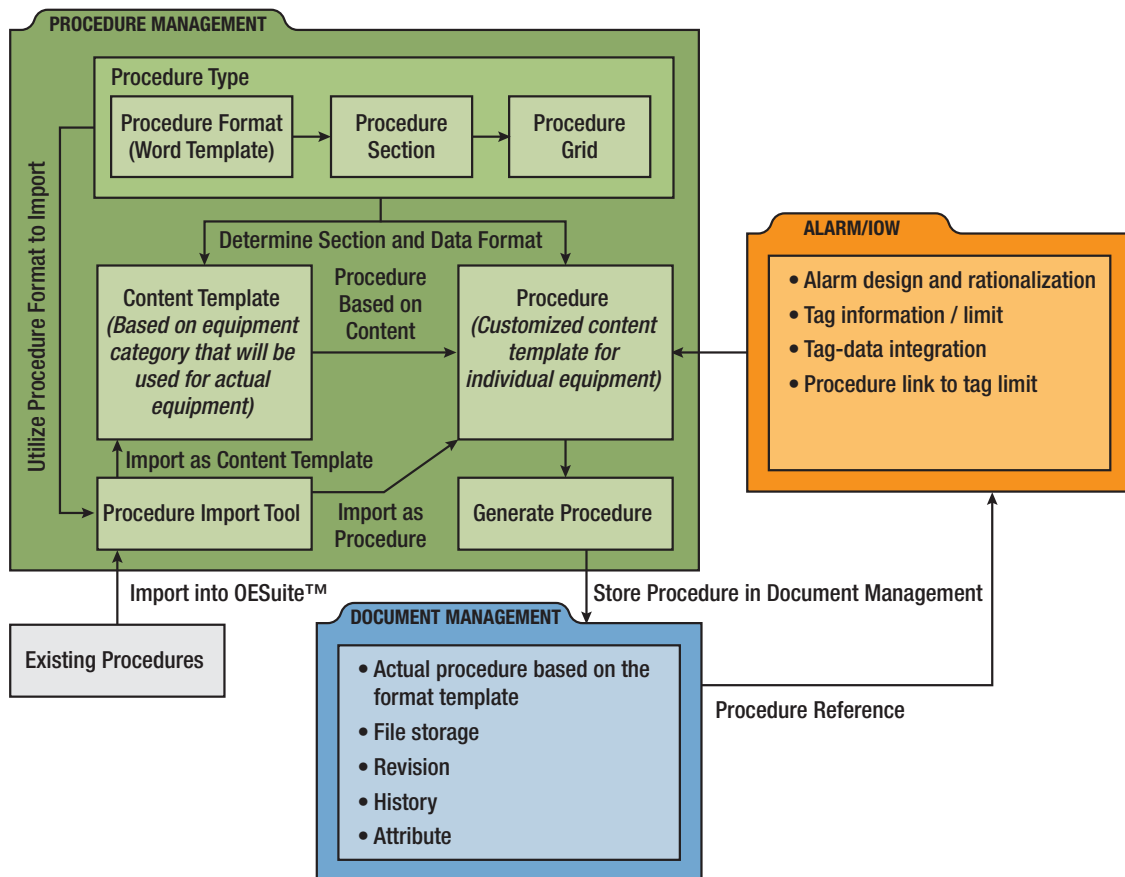 PROCEDURE MANAGEMENT
Procedure Type
Procedure Format
(Word Template)
Procedure
Section
Procedure
Grid
Utilize Procedure Format to Import
Determine Section and Data Format
Content Template
(Based on equipment
category that will be
used for actual
equipment)
Procedure
Based on
Content
Procedure
(Customized content
template for
individual equipment)
Import as Content Template
Procedure Import Tool
Import as
Procedure
Generate Procedure
ALARM/IOW
• Alarm design and rationalization
• Tag information / limit
• Tag-data integration
• Procedure link to tag limit
Import into OESuite™
Existing Procedures
Store Procedure in Document Management
DOCUMENT MANAGEMENT
• Actual procedure based on the
format template
• File storage
• Revision
• History
• Attribute
Procedure Reference